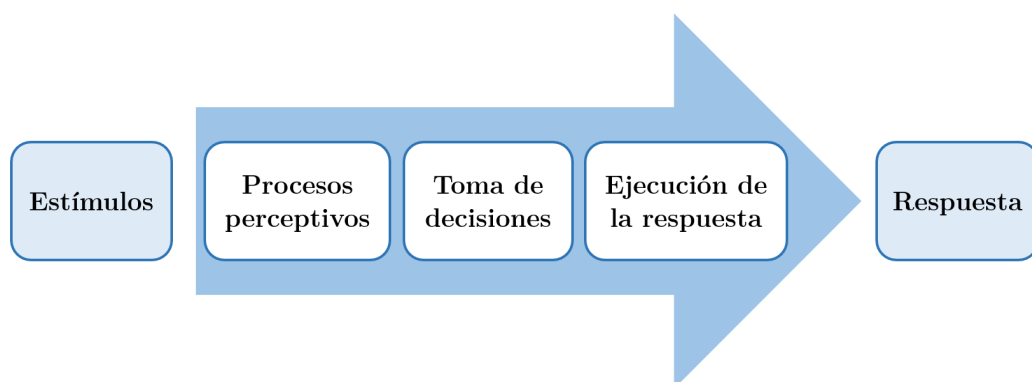 Estímulos
Procesos
perceptivos
Toma de
decisiones
Ejecución de
la respuesta
Respuesta